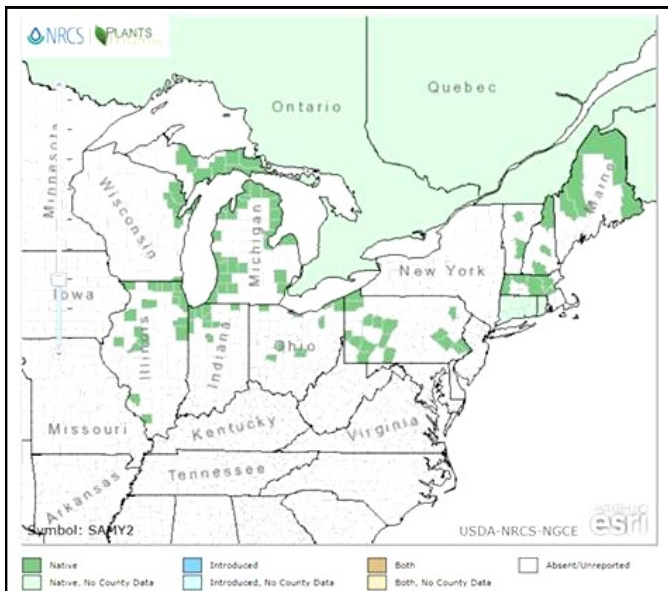 NRCS | PLANTS
Ontario
Quebec
Minnesota
Wisconsin
Michigan
Maine
New York
Iowa
Illinois
Indiana
Ohio
Missouri
Kentucky
Virginia
Tennessee
Arkansas
Symbol: SAMY2
USDA-NRCS-NGCE
esri
Native
Introduced
Both
Absent/Unreported
Native, No County Data
Introduced, No County Data
Both, No County Data